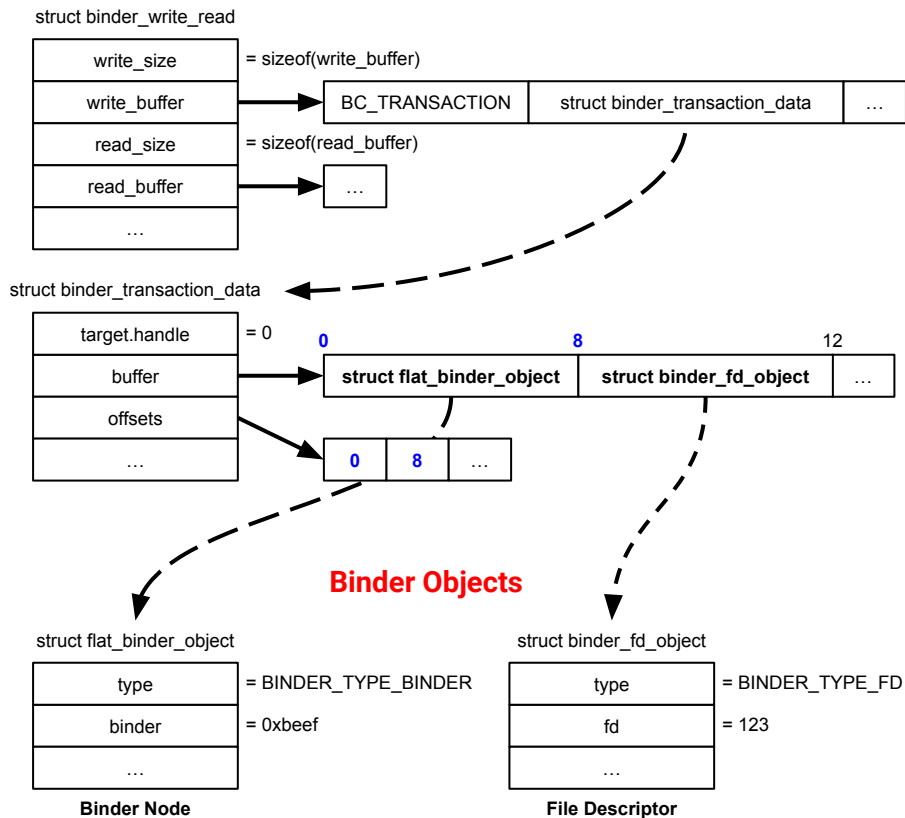 struct binder_write_read
write_size = sizeof(write_buffer)
write_buffer BC_TRANSACTION struct binder_transaction_data …
read_size = sizeof(read_buffer)
read_buffer …
…
struct binder_transaction_data
target.handle = 0
0 8 12
buffer struct flat_binder_object struct binder_fd_object …
offsets
… 0 8 …
Binder Objects
struct flat_binder_object struct binder_fd_object
type = BINDER_TYPE_BINDER type = BINDER_TYPE_FD
binder = 0xbeef fd = 123
… …
Binder Node File Descriptor